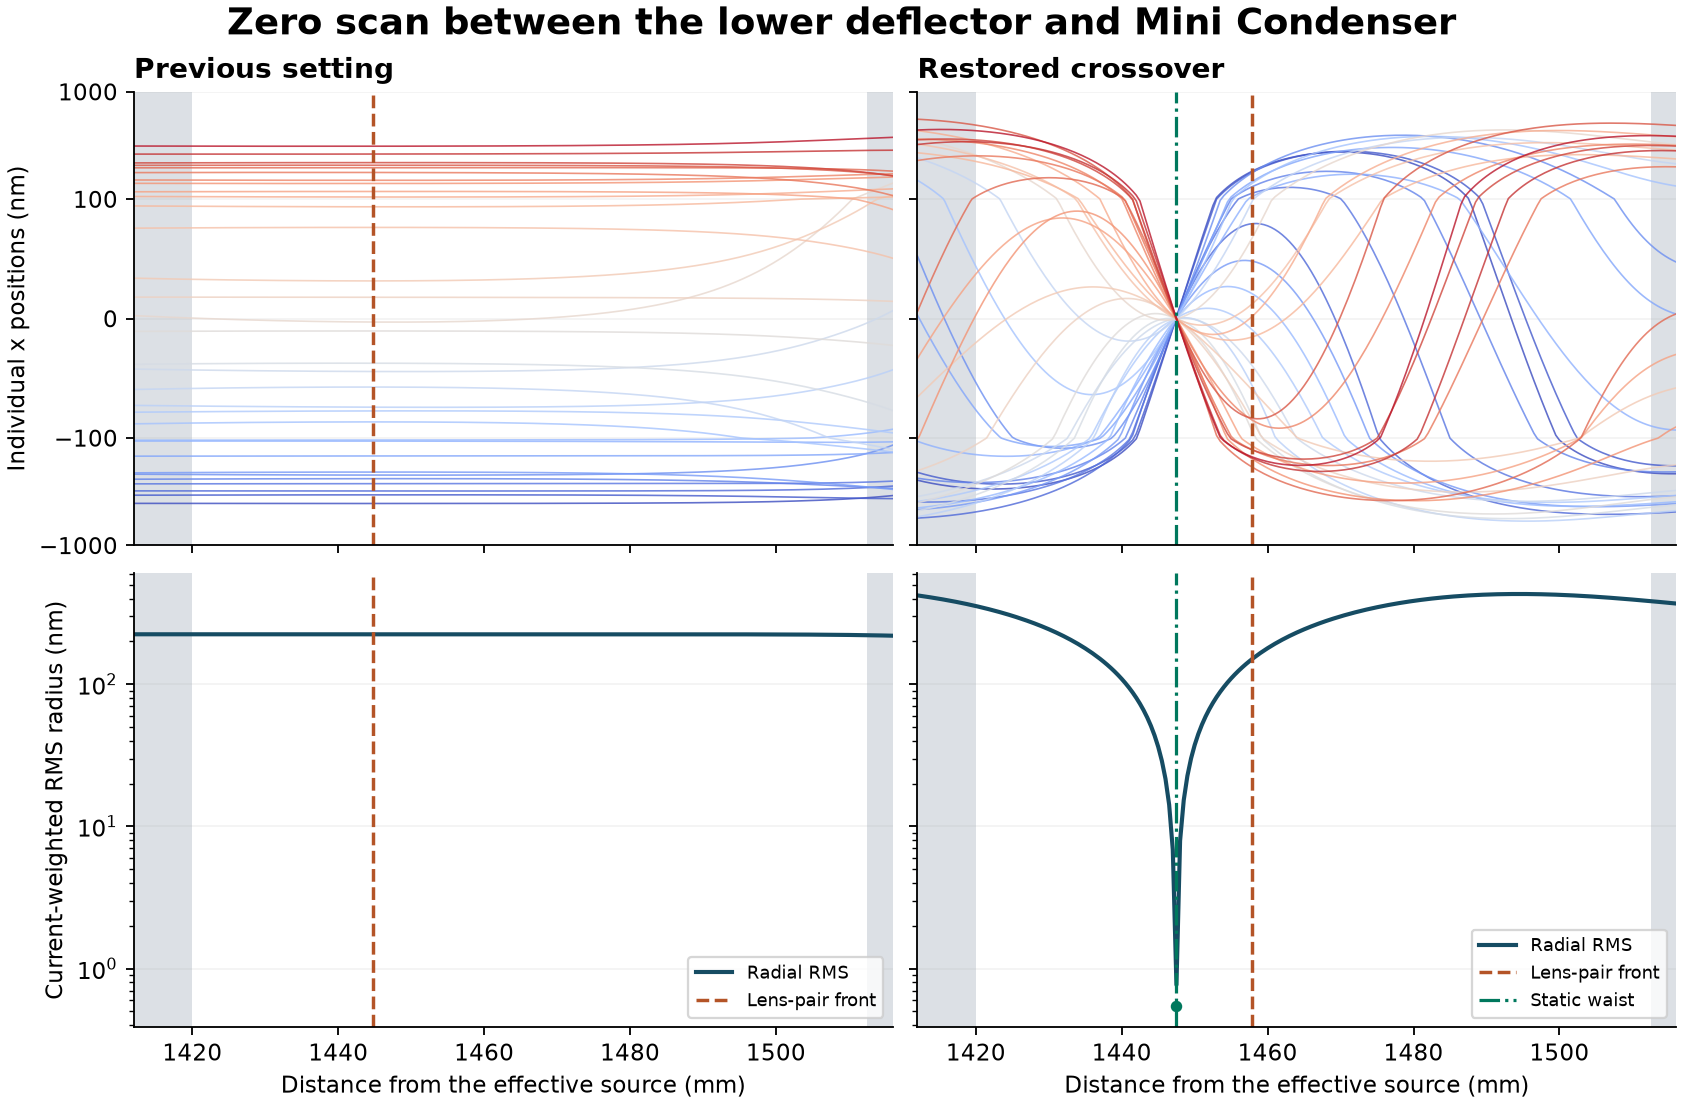 Zero scan between the lower deflector and Mini Condenser
Previous setting
Restored crossover
Individual x positions (nm)
1000
100
0
−100
−1000
Current-weighted RMS radius (nm)
10²
10¹
10⁰
Radial RMS
Lens-pair front
Radial RMS
Lens-pair front
Static waist
1420
1440
1460
1480
1500
1420
1440
1460
1480
1500
Distance from the effective source (mm)
Distance from the effective source (mm)